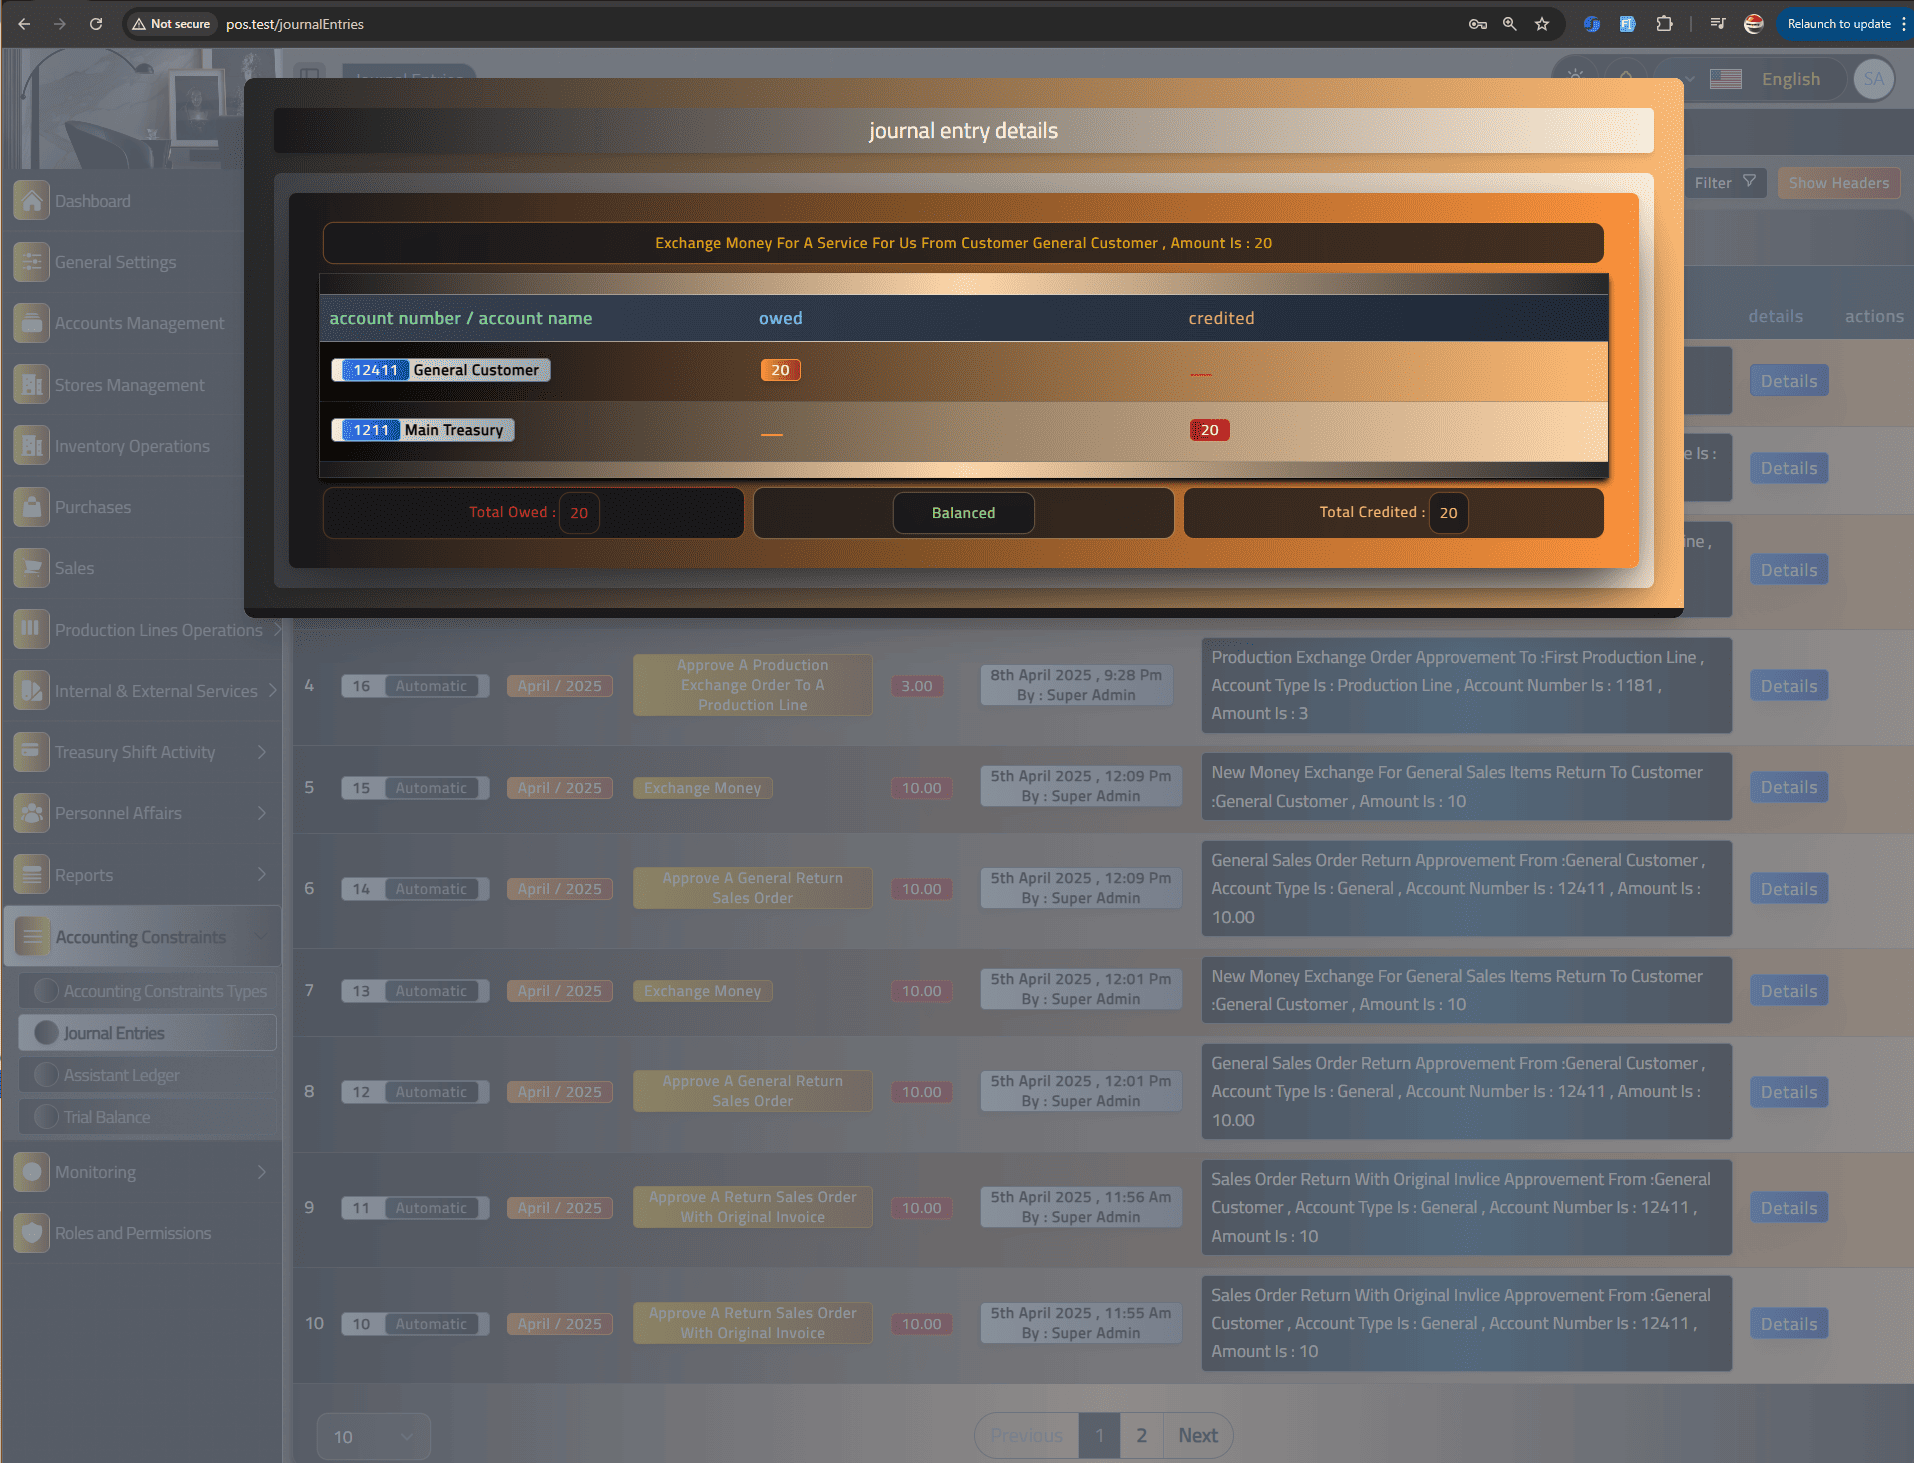 Not secure
pos.test/journalEntries
Relaunch to update
Journal Entries
English
SA
journal entry details
Filter
Show Headers
Exchange Money For A Service For Us From Customer General Customer , Amount Is : 20
account number / account name
owed
credited
details
actions
12411 General Customer
20
__
Details
1211 Main Treasury
__
20
e Is :
Details
Total Owed : 20
Balanced
Total Credited : 20
ine ,
Details
Dashboard
General Settings
Accounts Management
Stores Management
Inventory Operations
Purchases
Sales
Production Lines Operations
Internal & External Services
Treasury Shift Activity
Personnel Affairs
Reports
Accounting Constraints
Accounting Constraints Types
Journal Entries
Assistant Ledger
Trial Balance
Monitoring
Roles and Permissions
4
16 Automatic
April / 2025
Approve A Production
Exchange Order To A
Production Line
3.00
8th April 2025 , 9:28 Pm
By : Super Admin
Production Exchange Order Approvement To :First Production Line ,
Account Type Is : Production Line , Account Number Is : 1181 ,
Amount Is : 3
Details
5
15 Automatic
April / 2025
Exchange Money
10.00
5th April 2025 , 12:09 Pm
By : Super Admin
New Money Exchange For General Sales Items Return To Customer
:General Customer , Amount Is : 10
Details
6
14 Automatic
April / 2025
Approve A General Return
Sales Order
10.00
5th April 2025 , 12:09 Pm
By : Super Admin
General Sales Order Return Approvement From :General Customer ,
Account Type Is : General , Account Number Is : 12411 , Amount Is :
10.00
Details
7
13 Automatic
April / 2025
Exchange Money
10.00
5th April 2025 , 12:01 Pm
By : Super Admin
New Money Exchange For General Sales Items Return To Customer
:General Customer , Amount Is : 10
Details
8
12 Automatic
April / 2025
Approve A General Return
Sales Order
10.00
5th April 2025 , 12:01 Pm
By : Super Admin
General Sales Order Return Approvement From :General Customer ,
Account Type Is : General , Account Number Is : 12411 , Amount Is :
10.00
Details
9
11 Automatic
April / 2025
Approve A Return Sales Order
With Original Invoice
10.00
5th April 2025 , 11:56 Am
By : Super Admin
Sales Order Return With Original Invlice Approvement From :General
Customer , Account Type Is : General , Account Number Is : 12411 ,
Amount Is : 10
Details
10
10 Automatic
April / 2025
Approve A Return Sales Order
With Original Invoice
10.00
5th April 2025 , 11:55 Am
By : Super Admin
Sales Order Return With Original Invlice Approvement From :General
Customer , Account Type Is : General , Account Number Is : 12411 ,
Amount Is : 10
Details
10
Previous
1
2
Next